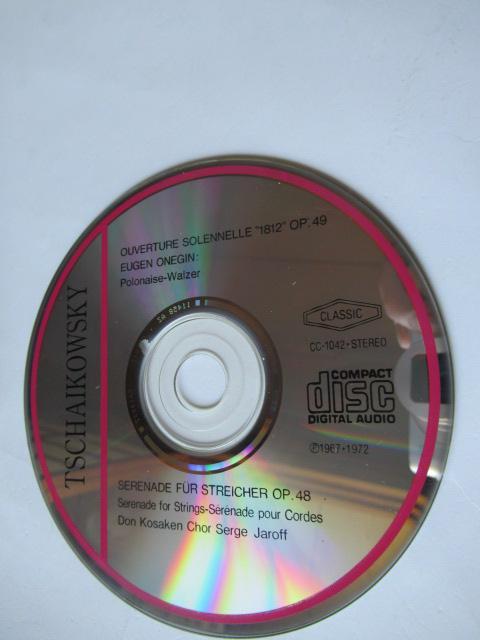 TSCHAIKOWSKY
OUVERTURE SOLENNELLE "1812" OP. 49
EUGEN ONEGIN:
Polonaise-Walzer
CLASSIC
CC-1042 • STEREO
COMPACT
disc
DIGITAL AUDIO
℗1967 • 1972
SERENADE FÜR STREICHER OP. 48
Serenade for Strings-Serenade pour Cordes
Don Kosaken Chor Serge Jaroff